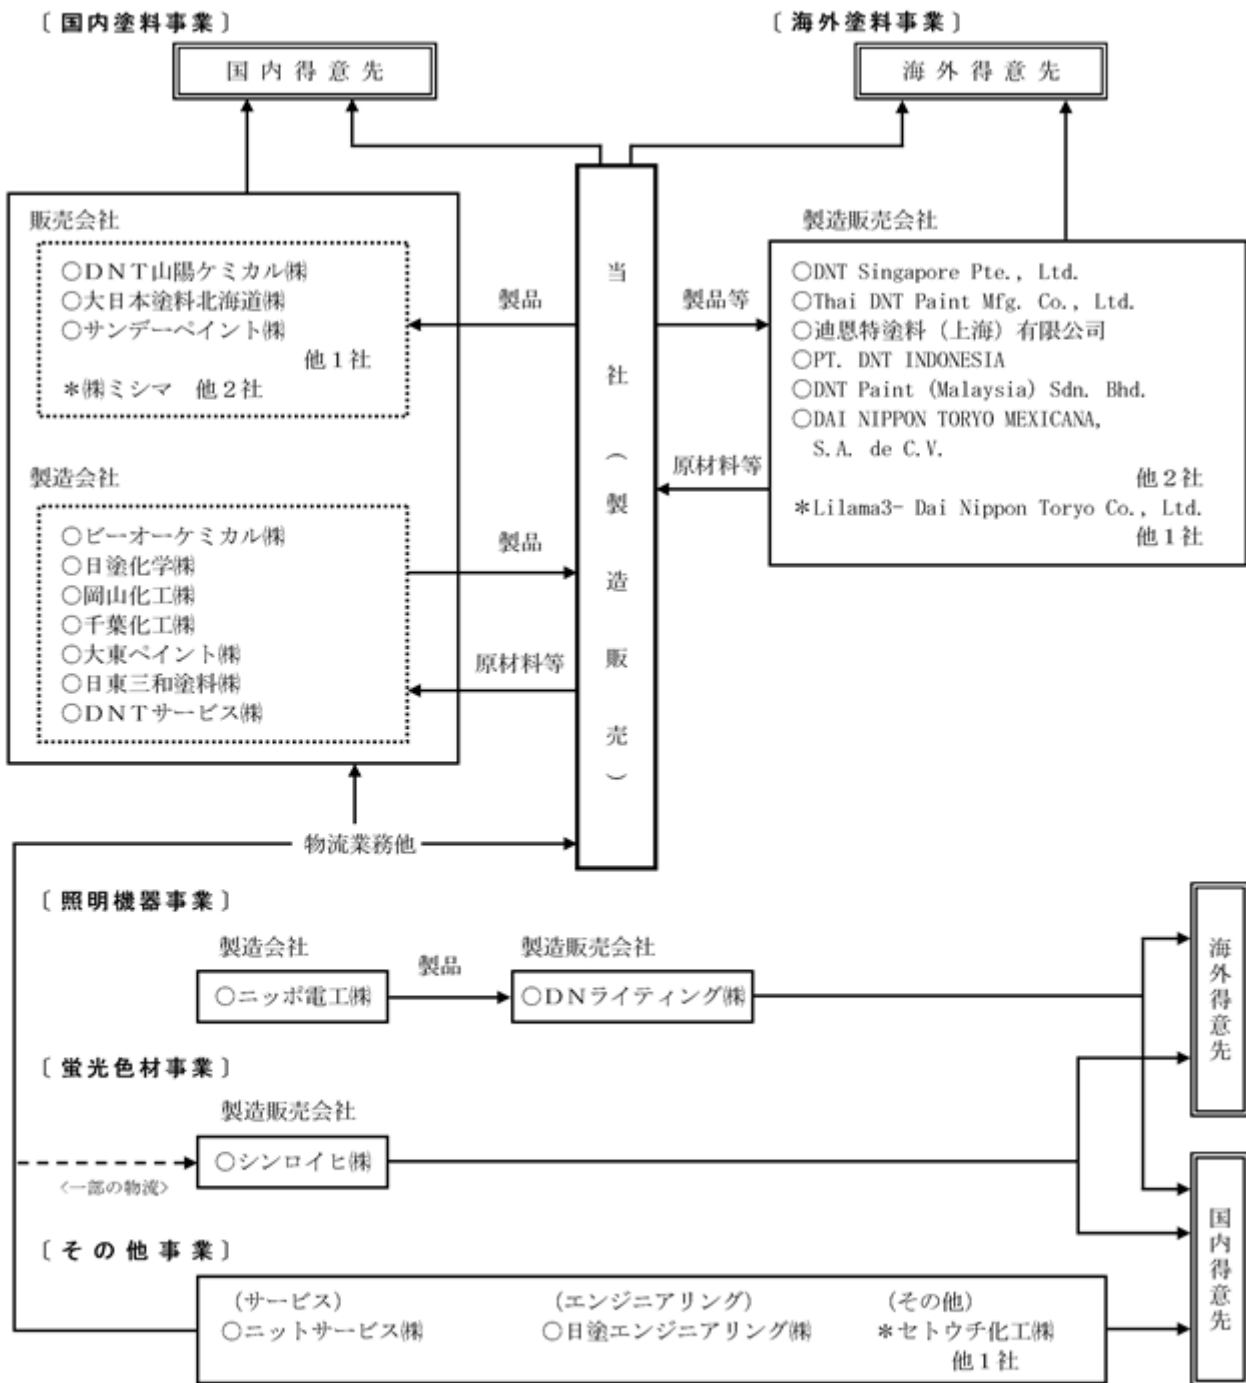 〔国内塗料事業〕
〔海外塗料事業〕
国内得意先
海外得意先
販売会社
○DNT山陽ケミカル㈱
○大日本塗料北海道㈱
○サンデーペイント㈱
他1社
＊㈱ミシマ　他2社
製造会社
○ビーオーケミカル㈱
○日塗化学㈱
○岡山化工㈱
○千葉化工㈱
○大東ペイント㈱
○日東三和塗料㈱
○DNTサービス㈱
製品
製品
原材料等
当社（製造販売）
製品等
原材料等
製造販売会社
○DNT Singapore Pte., Ltd.
○Thai DNT Paint Mfg. Co., Ltd.
○迪恩特塗料（上海）有限公司
○PT. DNT INDONESIA
○DNT Paint (Malaysia) Sdn. Bhd.
○DAI NIPPON TORYO MEXICANA,
S.A. de C.V.
他2社
＊Lilama3- Dai Nippon Toryo Co., Ltd.
他1社
物流業務他
〔照明機器事業〕
製造会社
○ニッポ電工㈱
製品
製造販売会社
○DNライティング㈱
海外得意先
〔蛍光色材事業〕
製造販売会社
○シンロイヒ㈱
<一部の物流>
国内得意先
〔その他事業〕
(サービス)
○ニットサービス㈱
(エンジニアリング)
○日塗エンジニアリング㈱
(その他)
＊セトウチ化工㈱
他1社